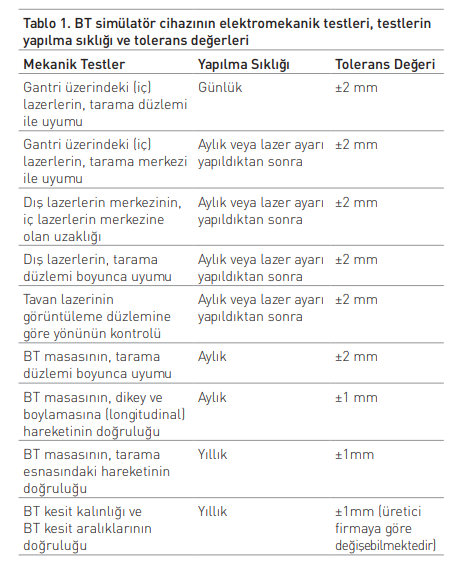 Tablo 1. BT simülatör cihazının elektromekanik testleri, testlerin
yapılma sıklığı ve tolerans değerleri
Mekanik Testler Yapılma Sıklığı Tolerans Değeri
Gantri üzerindeki (iç) Günlük ±2 mm
lazerlerin, tarama düzlemi
ile uyumu
Gantri üzerindeki (iç) Aylık veya lazer ayarı ±2 mm
lazerlerin, tarama merkezi yapıldıktan sonra
ile uyumu
Dış lazerlerin merkezinin, Aylık veya lazer ayarı ±2 mm
iç lazerlerin merkezine yapıldıktan sonra
olan uzaklığı
Dış lazerlerin, tarama Aylık veya lazer ayarı ±2 mm
düzlemi boyunca uyumu yapıldıktan sonra
Tavan lazerinin Aylık veya lazer ayarı ±2 mm
görüntüleme düzlemine yapıldıktan sonra
göre yönünün kontrolü
BT masasının, tarama Aylık ±2 mm
düzlemi boyunca uyumu
BT masasının, dikey ve Aylık ±1 mm
boylamasına (longitudinal)
hareketinin doğruluğu
BT masasının, tarama Yıllık ±1mm
esnasındaki hareketinin
doğruluğu
BT kesit kalınlığı ve Yıllık ±1mm (üretici
BT kesit aralıklarının firmaya göre
doğruluğu değişebilmektedir)